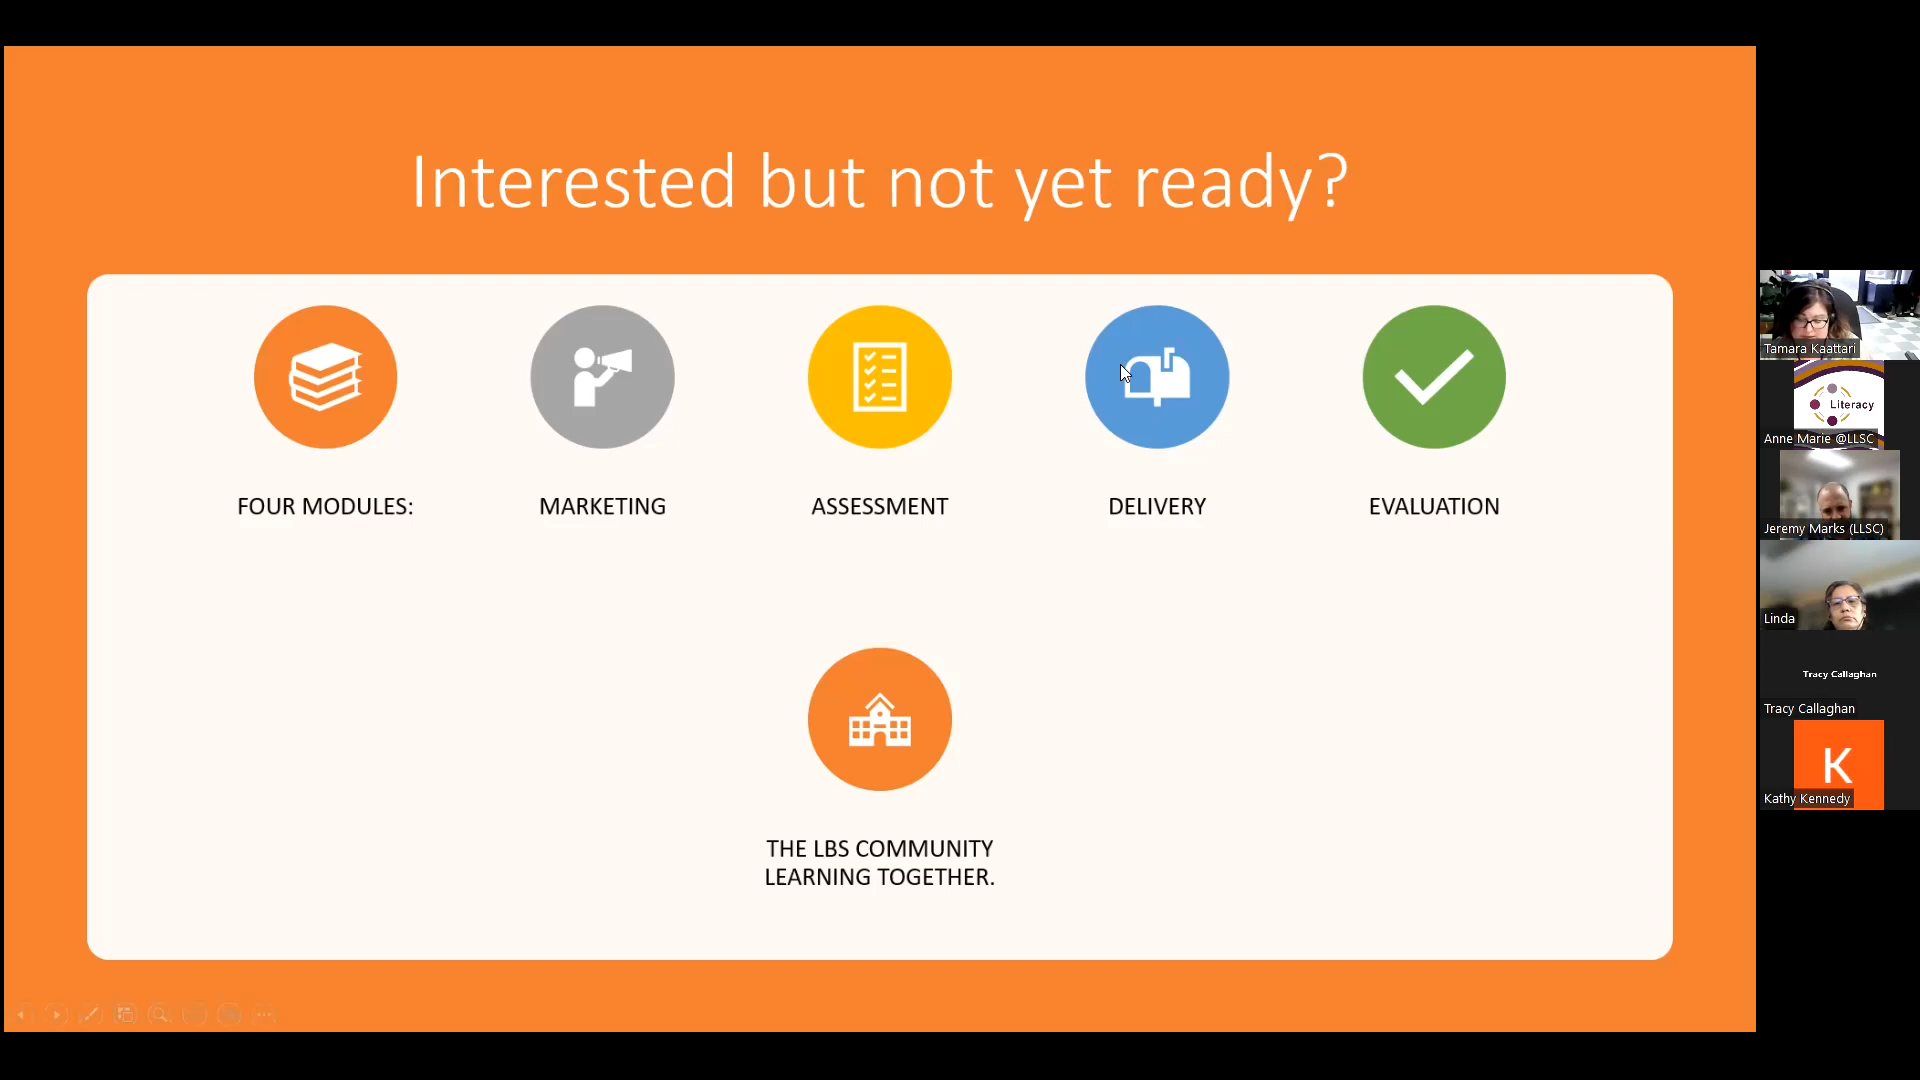 Interested but not yet ready?
FOUR MODULES:
MARKETING
ASSESSMENT
DELIVERY
EVALUATION
THE LBS COMMUNITY
LEARNING TOGETHER.
Tamara Kaattari
Literacy
Anne Marie @LLSC
Jeremy Marks (LLSC)
Linda
Tracy Callaghan
Tracy Callaghan
K
Kathy Kennedy